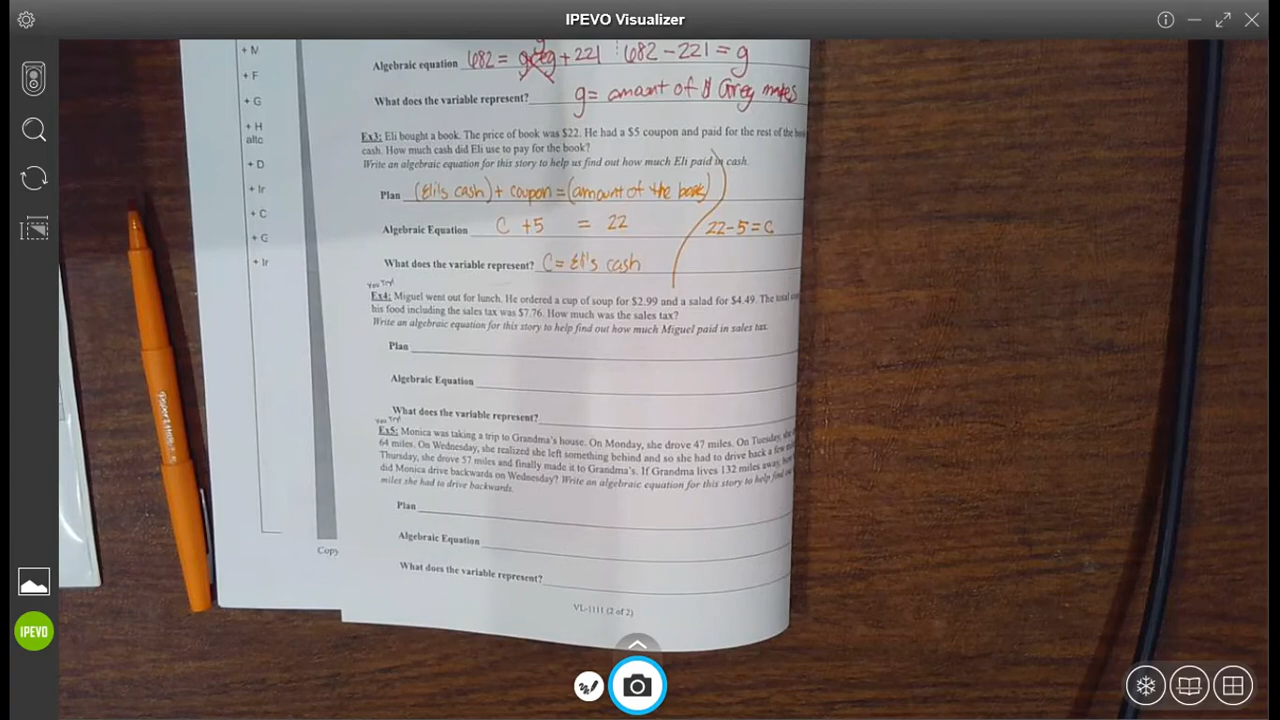 IPEVO Visualizer
+ N
+ F
+ G
+ H
altc
+ D
+ Ir
+ C
+ G
+ Ir
Copy
Algebraic equation 682 = + 221 682 - 221 = g
What does the variable represent? g = amount of $ Greg makes
Ex3: Eli bought a book. The price of book was $22. He had a $5 coupon and paid for the rest of the
cash. How much cash did Eli use to pay for the book?
Write an algebraic equation for this story to help us find out how much Eli paid in cash.
Plan (Eli's cash) + coupon = (amount of the book)
Algebraic Equation C + 5 = 22 22 - 5 = C
What does the variable represent? C = Eli's cash
You Try!
Ex4: Miguel went out for lunch. He ordered a cup of soup for $2.99 and a salad for $4.49. The total
his food including the sales tax was $7.76. How much was the sales tax?
Write an algebraic equation for this story to help find out how much Miguel paid in sales tax.
Plan
Algebraic Equation
What does the variable represent?
You Try!
Ex5: Monica was taking a trip to Grandma's house. On Monday, she drove 47 miles. On Tuesday,
64 miles. On Wednesday, she realized she left something behind and so she had to drive back a few
Thursday, she drove 57 miles and finally made it to Grandma's. If Grandma lives 132 miles away,
did Monica drive backwards on Wednesday? Write an algebraic equation for this story to help find
miles she had to drive backwards.
Plan
Algebraic Equation
What does the variable represent?
VL-1111 (2 of 2)
IPEVO